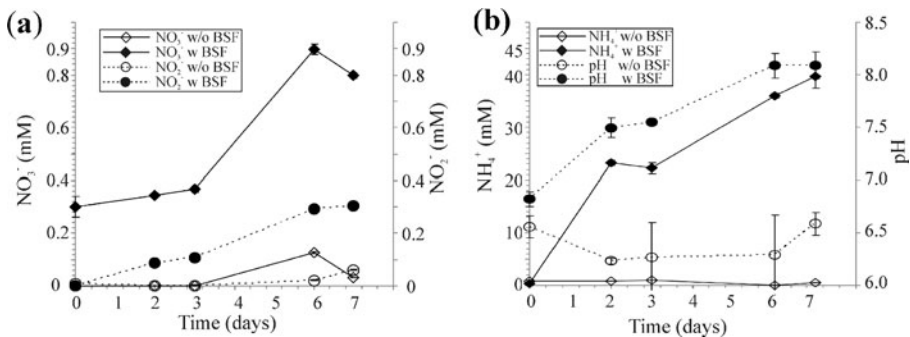 (a)
NO₃⁻ w/o BSF
NO₃⁻ w BSF
NO₂⁻ w/o BSF
NO₂⁻ w BSF
0.9
0.8
0.6
0.4
0.2
0
NO₃⁻ (mM)
0.9
0.8
0.6
0.4
0.2
0
NO₂⁻ (mM)
0 1 2 3 4 5 6 7
Time (days)
(b)
NH₄⁺ w/o BSF
NH₄⁺ w BSF
pH w/o BSF
pH w BSF
45
40
30
20
10
0
NH₄⁺ (mM)
8.5
8.0
7.5
7.0
6.5
6.0
pH
0 1 2 3 4 5 6 7
Time (days)